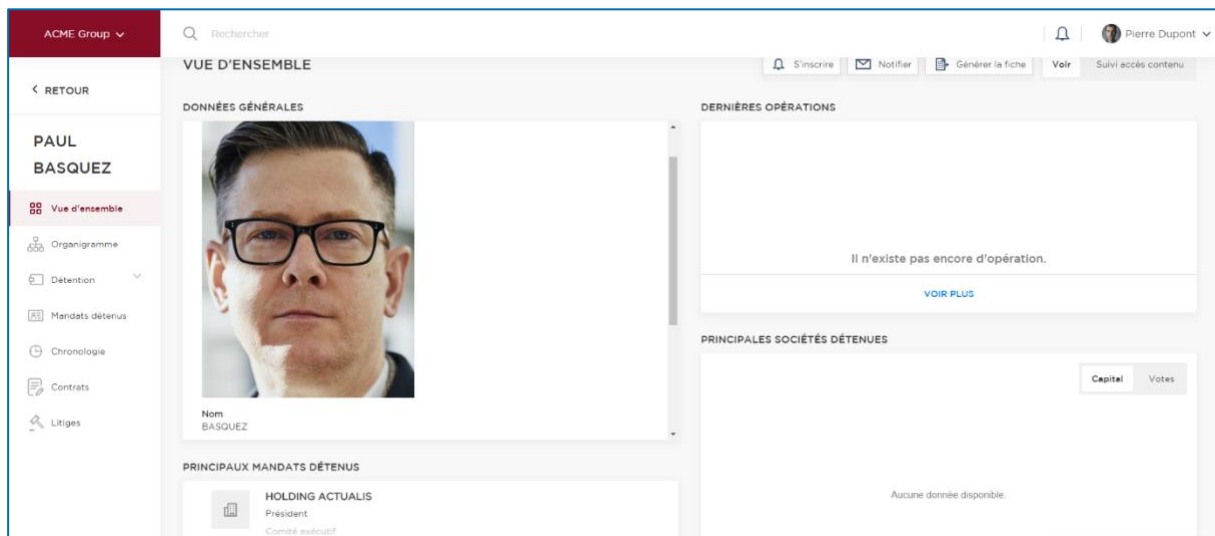 ACME Group
Rechercher
Pierre Dupont
RETOUR
PAUL
BASQUEZ
Vue d'ensemble
Organigramme
Détention
Mandats détenus
Chronologie
Contrats
Litiges
VUE D'ENSEMBLE
S'inscrire
Notifier
Générer la fiche
Voir
Suivi accès contenu
DONNÉES GÉNÉRALES
Nom
BASQUEZ
PRINCIPAUX MANDATS DÉTENUS
HOLDING ACTUALIS
Président
Comité exécutif
DERNIÈRES OPÉRATIONS
Il n'existe pas encore d'opération.
VOIR PLUS
PRINCIPALES SOCIÉTÉS DÉTENUES
Capital
Votes
Aucune donnée disponible.